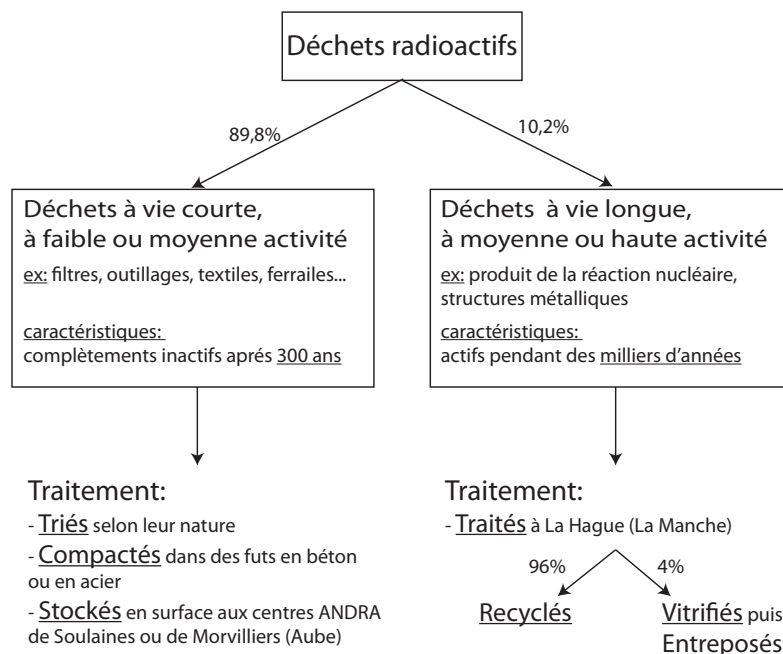 Déchets radioactifs
89,8%
10,2%
Déchets à vie courte,
à faible ou moyenne activité
ex: filtres, outillages, textiles, ferrailes...
caractéristiques:
complètements inactifs aprés 300 ans
Déchets à vie longue,
à moyenne ou haute activité
ex: produit de la réaction nucléaire,
structures métalliques
caractéristiques:
actifs pendant des milliers d'années
Traitement:
- Triés selon leur nature
- Compactés dans des futs en béton
ou en acier
- Stockés en surface aux centres ANDRA
de Soulaines ou de Morvilliers (Aube)
Traitement:
- Traités à La Hague (La Manche)
96%
4%
Recyclés
Vitrifiés puis
Entreposés